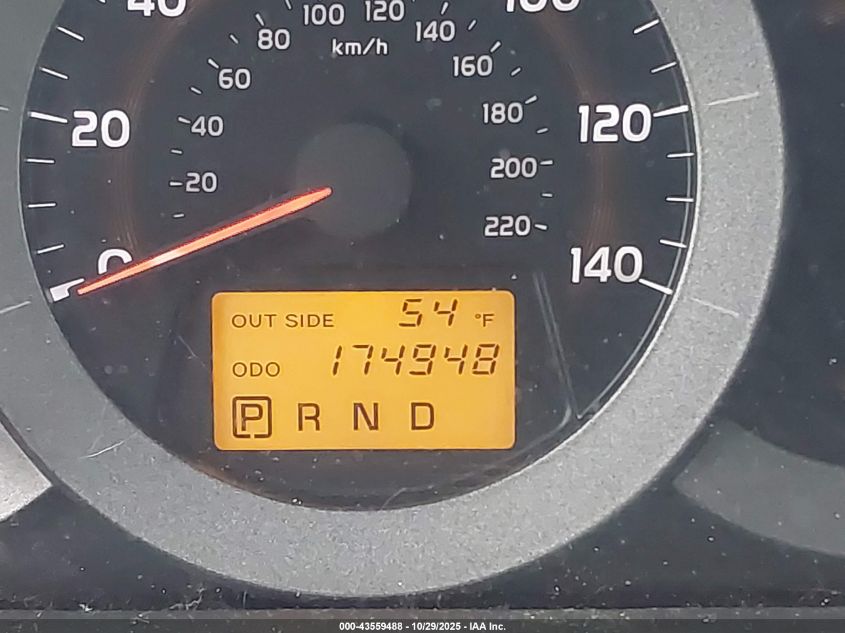 40 100
80 100 120 140
km/h
60 160
20 40 180 120
20 200
220
0 140
OUT SIDE 54 °F
ODO 174948
P R N D
000-43559488 - 10/29/2025 - IAA Inc.